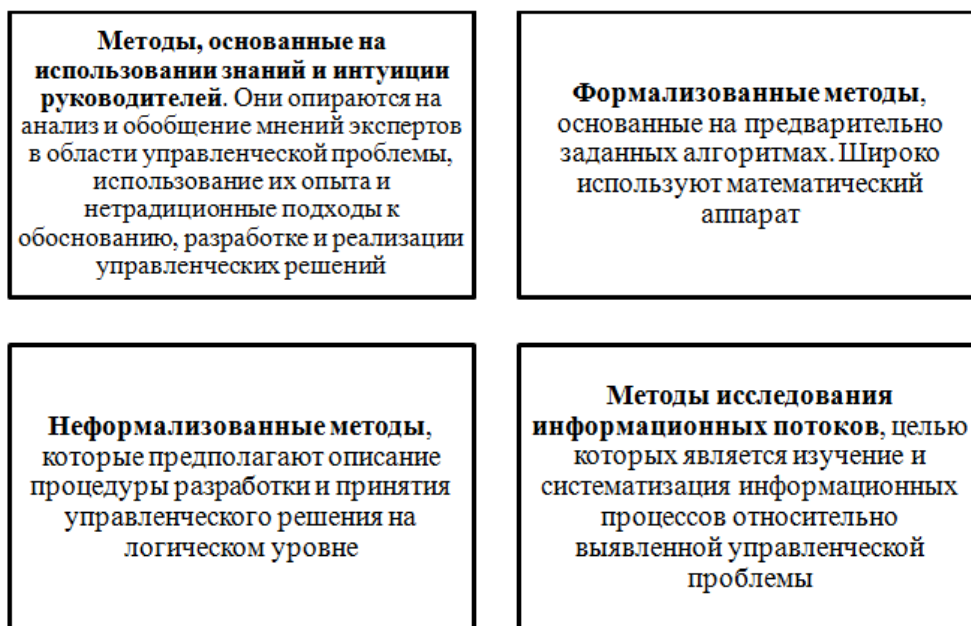 Методы, основанные на
использовании знаний и интуиции
руководителей. Они опираются на
анализ и обобщение мнений экспертов
в области управленческой проблемы,
использование их опыта и
нетрадиционные подходы к
обоснованию, разработке и реализации
управленческих решений
Формализованные методы,
основанные на предварительно
заданных алгоритмах. Широко
используют математический
аппарат
Неформализованные методы,
которые предполагают описание
процедуры разработки и принятия
управленческого решения на
логическом уровне
Методы исследования
информационных потоков, целью
которых является изучение и
систематизация информационных
процессов относительно
выявленной управленческой
проблемы